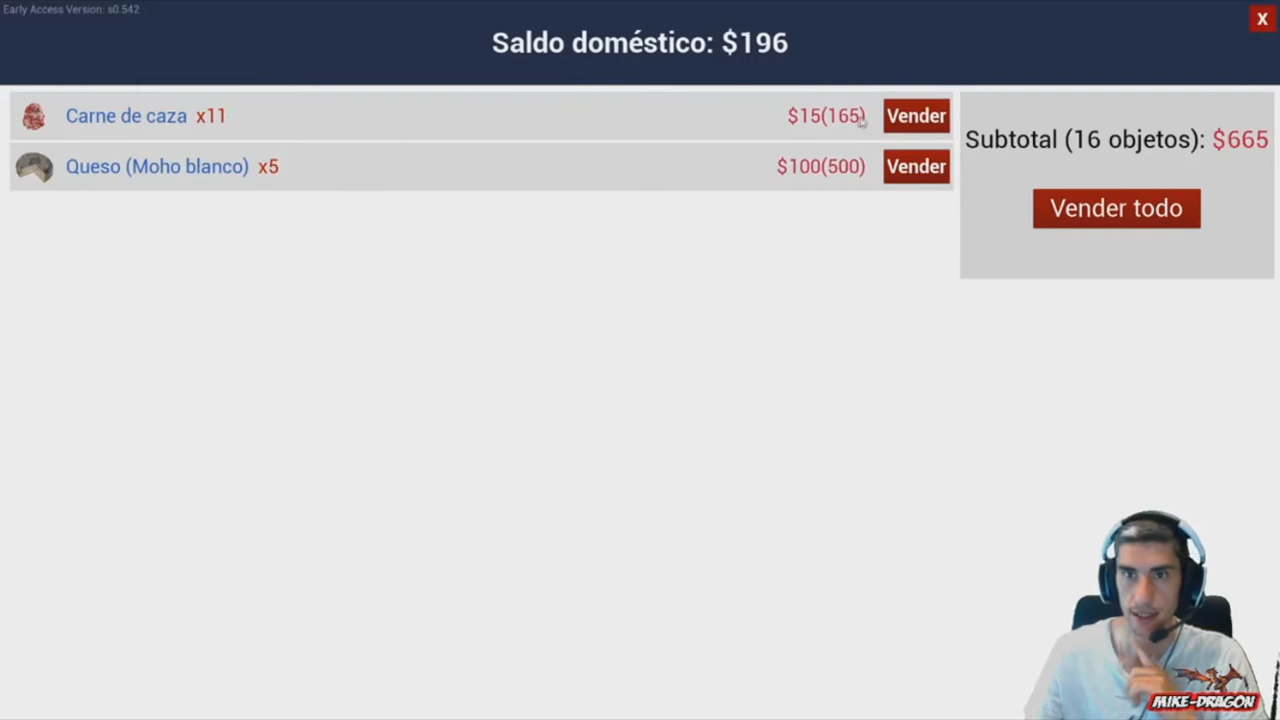 Early Access Version: s0.542
X
Saldo doméstico: $196
Carne de caza x11 $15(165) Vender
Queso (Moho blanco) x5 $100(500) Vender
Subtotal (16 objetos): $665
Vender todo
MIKE-DRAGON